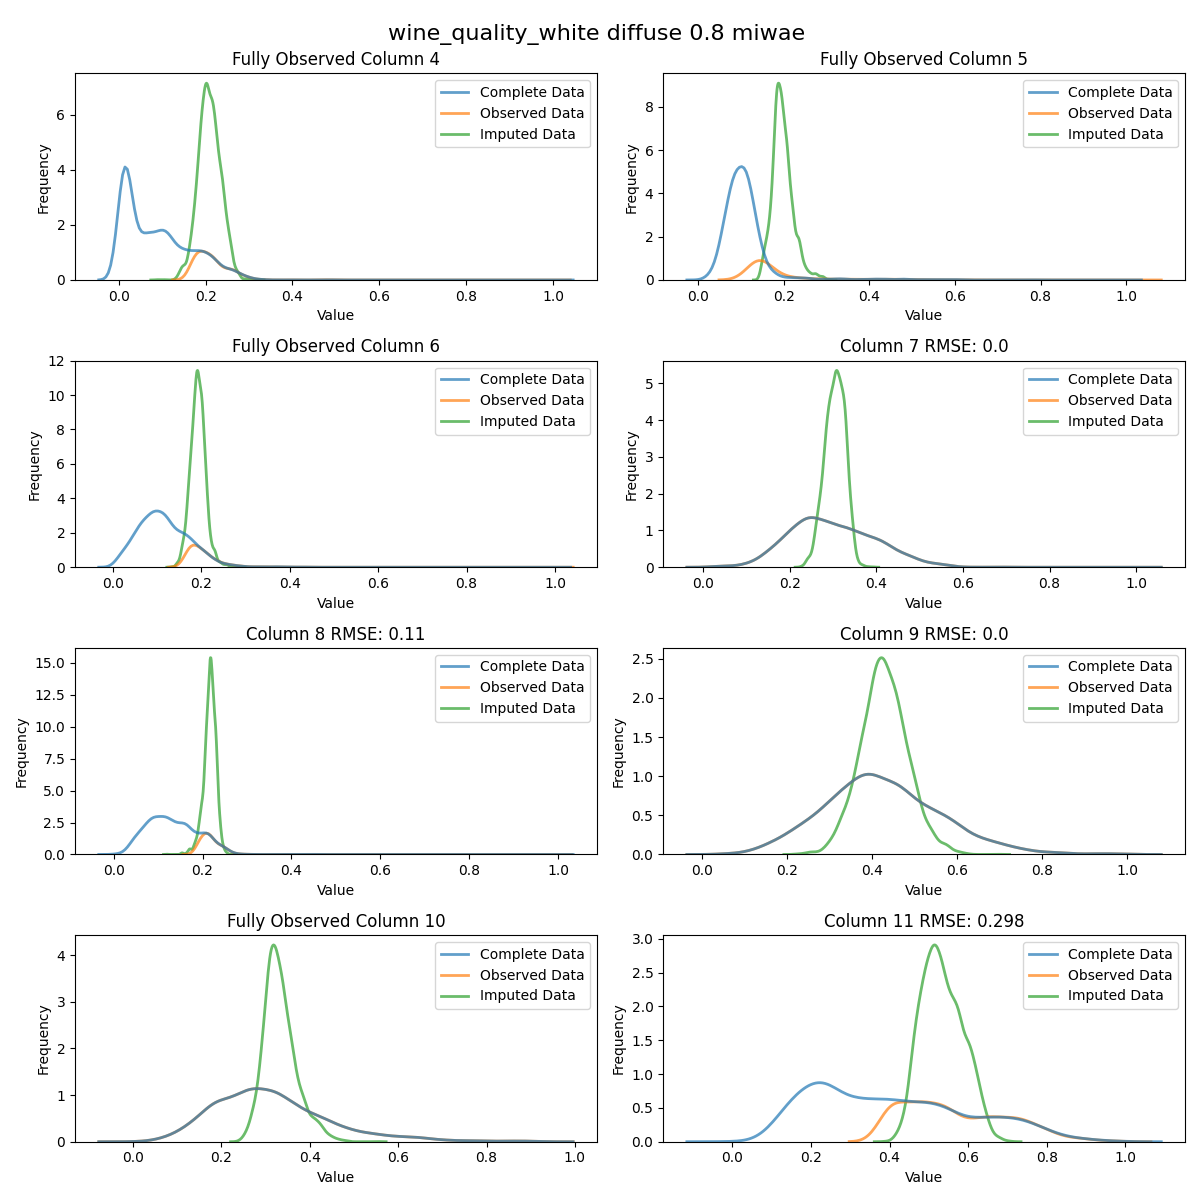 wine_quality_white diffuse 0.8 miwae
Fully Observed Column 4
Frequency
6
4
2
0
0.0 0.2 0.4 0.6 0.8 1.0
Value
Complete Data
Observed Data
Imputed Data
Fully Observed Column 5
Frequency
8
6
4
2
0
0.0 0.2 0.4 0.6 0.8 1.0
Value
Complete Data
Observed Data
Imputed Data
Fully Observed Column 6
Frequency
12
10
8
6
4
2
0
0.0 0.2 0.4 0.6 0.8 1.0
Value
Complete Data
Observed Data
Imputed Data
Column 7 RMSE: 0.0
Frequency
5
4
3
2
1
0
0.0 0.2 0.4 0.6 0.8 1.0
Value
Complete Data
Observed Data
Imputed Data
Column 8 RMSE: 0.11
Frequency
15.0
12.5
10.0
7.5
5.0
2.5
0.0
0.0 0.2 0.4 0.6 0.8 1.0
Value
Complete Data
Observed Data
Imputed Data
Column 9 RMSE: 0.0
Frequency
2.5
2.0
1.5
1.0
0.5
0.0
0.0 0.2 0.4 0.6 0.8 1.0
Value
Complete Data
Observed Data
Imputed Data
Fully Observed Column 10
Frequency
4
3
2
1
0
0.0 0.2 0.4 0.6 0.8 1.0
Value
Complete Data
Observed Data
Imputed Data
Column 11 RMSE: 0.298
Frequency
3.0
2.5
2.0
1.5
1.0
0.5
0.0
0.0 0.2 0.4 0.6 0.8 1.0
Value
Complete Data
Observed Data
Imputed Data